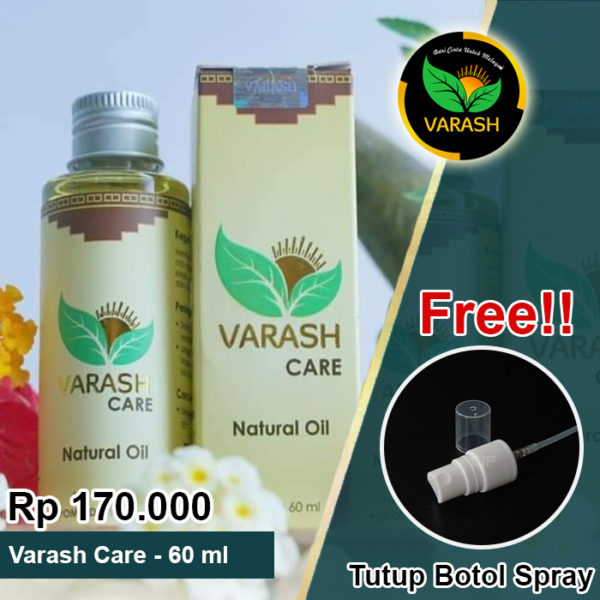 Dari Cinta Untuk Melayani
VARASH
VARASH
VARASH
CARE
Natural Oil
60 ml
VARASH
CARE
Natural Oil
Free!!
Rp 170.000
Varash Care - 60 ml
Tutup Botol Spray